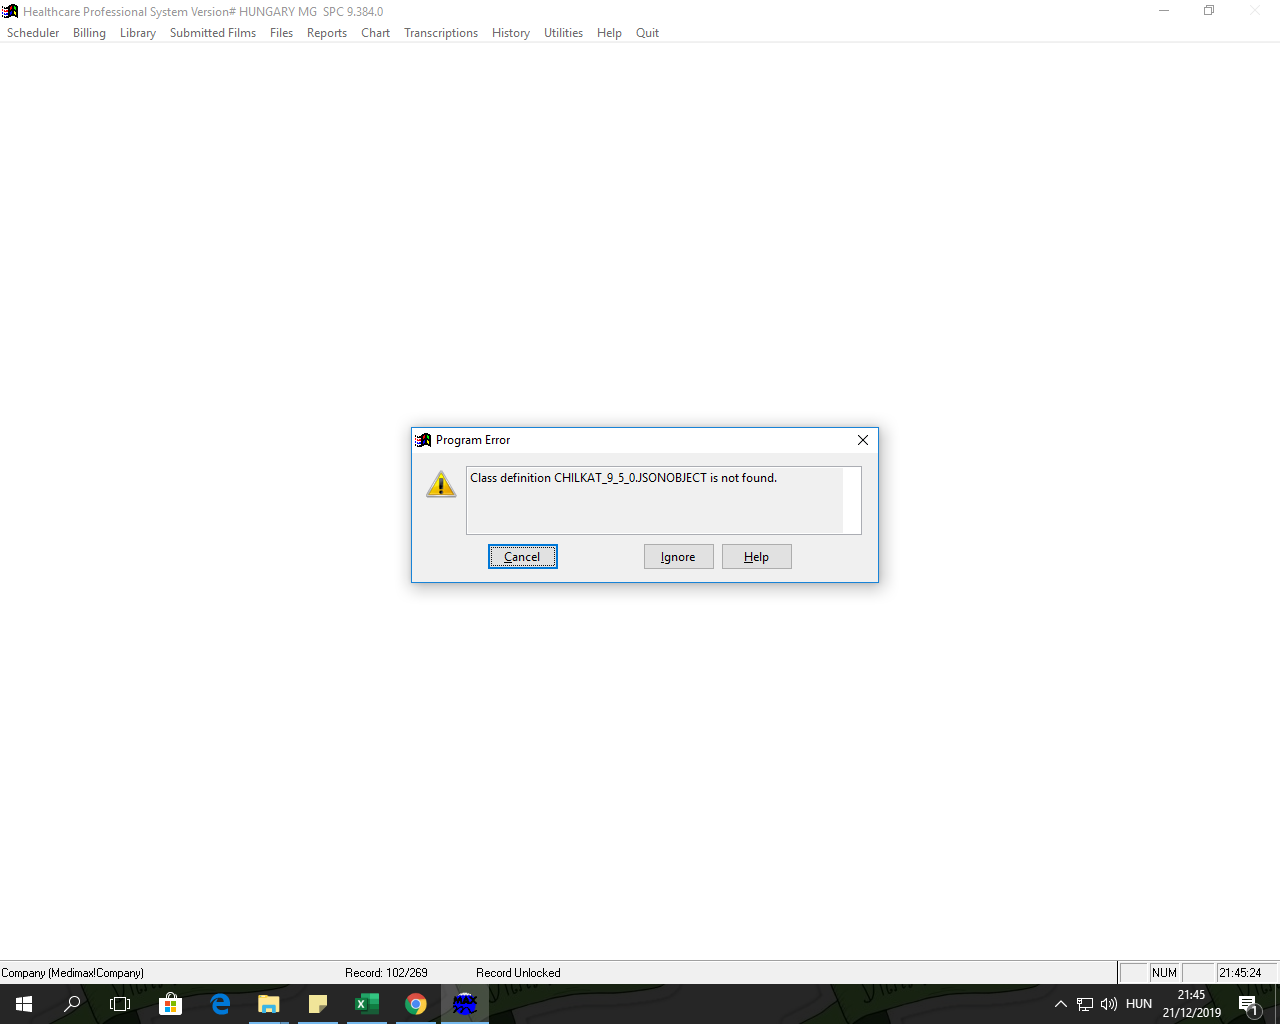 Healthcare Professional System Version# HUNGARY MG  SPC 9.384.0
Scheduler Billing Library Submitted Films Files Reports Chart Transcriptions History Utilities Help Quit
Program Error
Class definition CHILKAT_9_5_0.JSONOBJECT is not found.
Cancel Ignore Help
Company (Medimax!Company) Record: 102/269 Record Unlocked NUM 21:45:24
HUN 21:45
21/12/2019 1